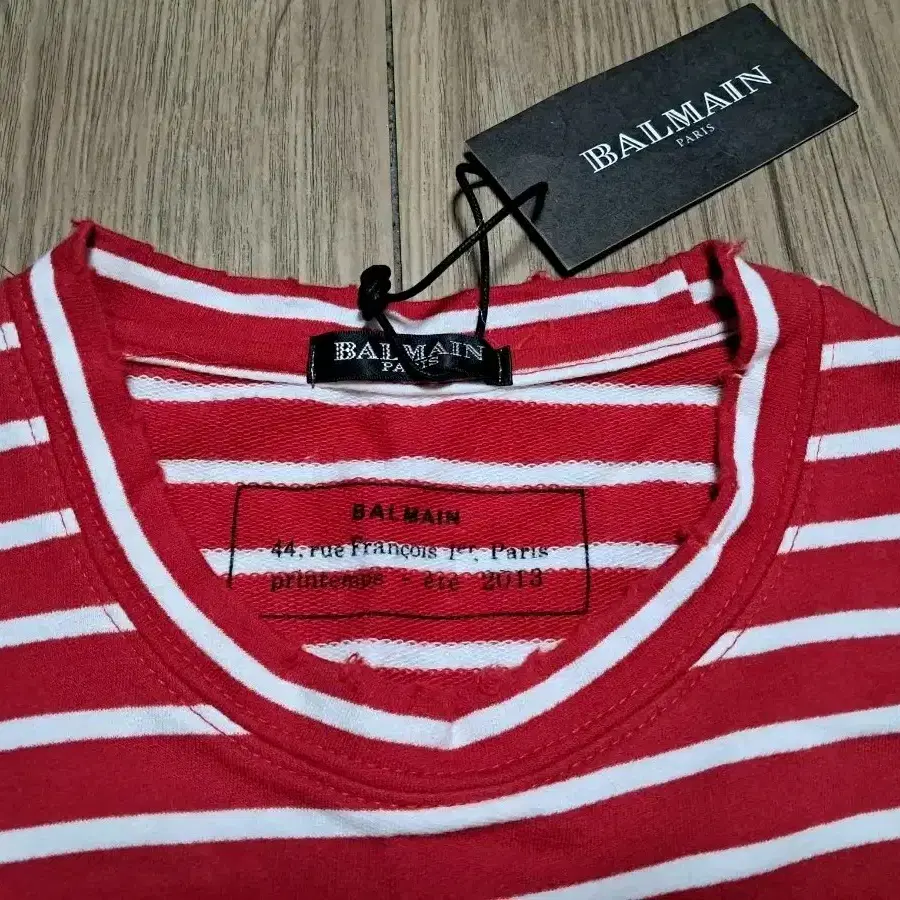 BALMAIN
PARIS
BALMAIN
PARIS
BALMAIN
44, rue François 1er, Paris
printemps - été 2013